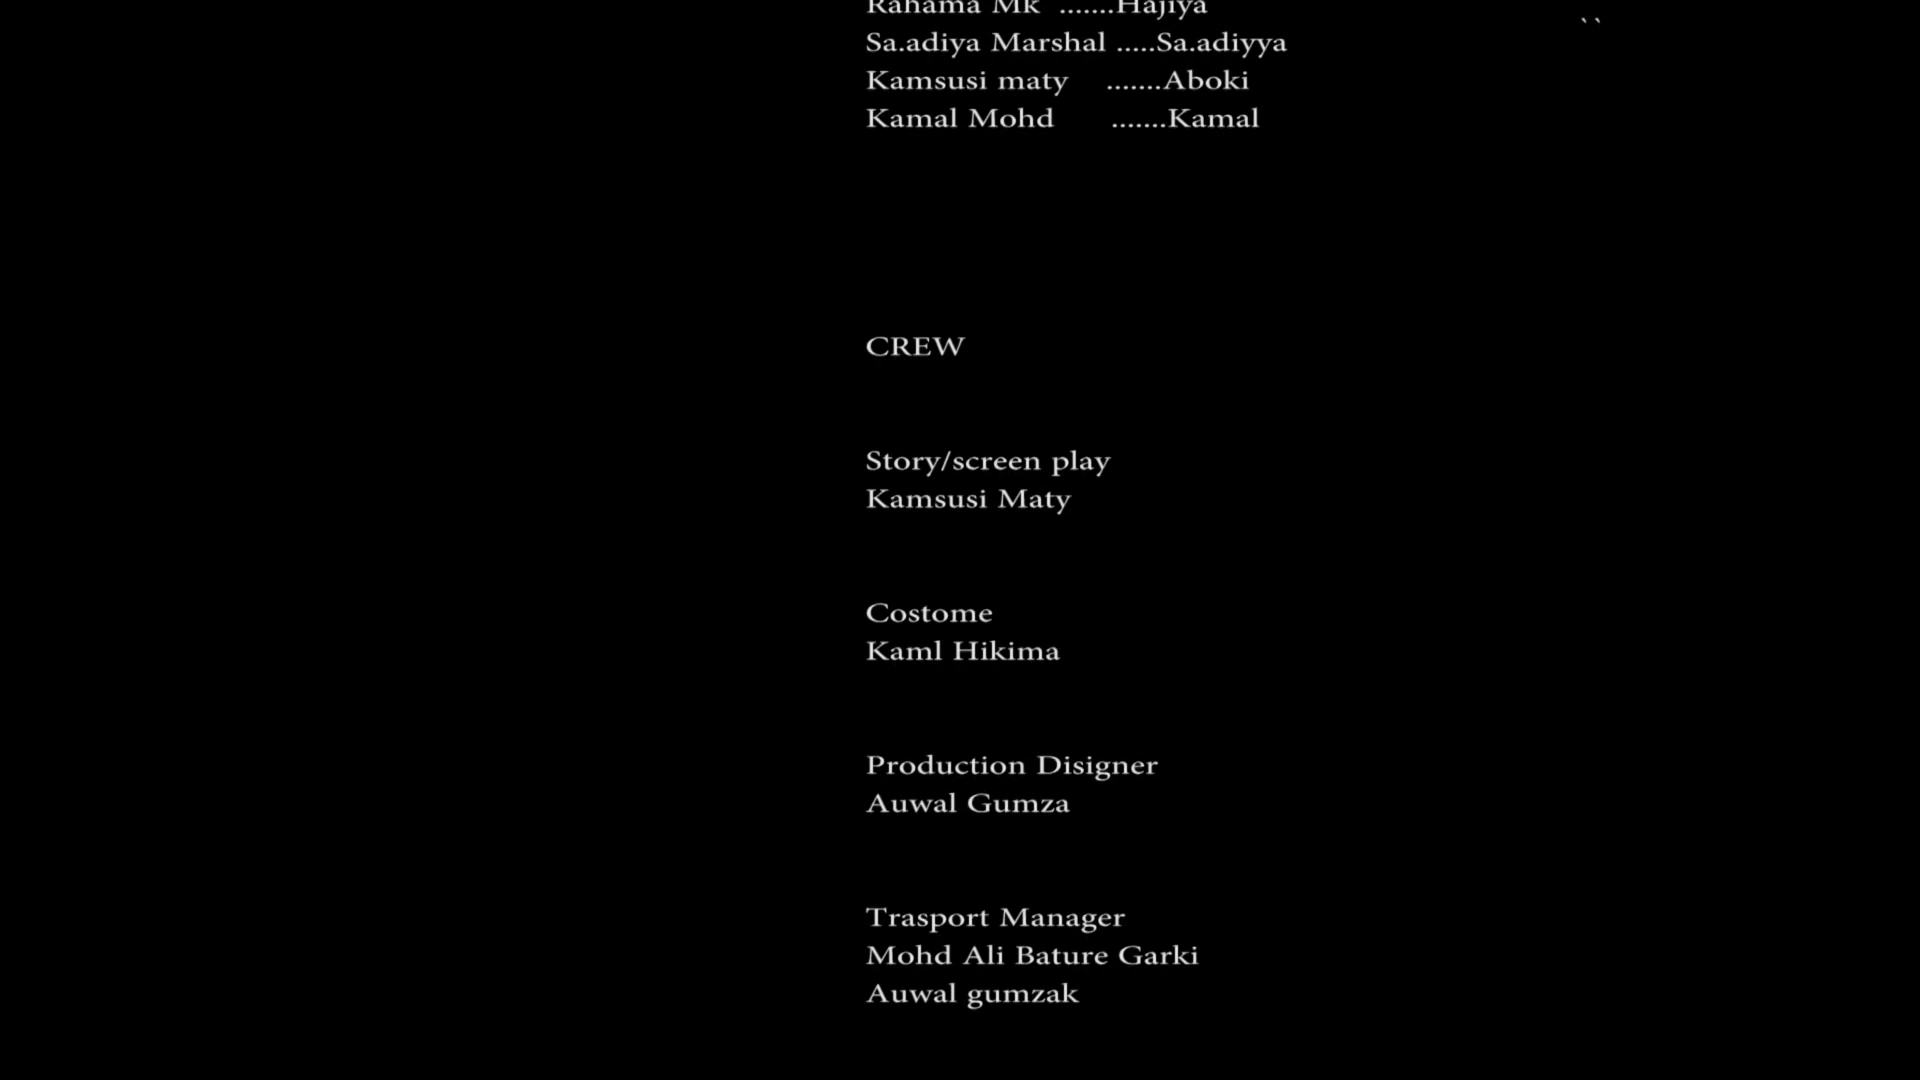 Rahama Mk .......Hajiya
Sa.adiya Marshal .....Sa.adiyya
Kamsusi maty .......Aboki
Kamal Mohd .......Kamal
CREW
Story/screen play
Kamsusi Maty
Costome
Kaml Hikima
Production Disigner
Auwal Gumza
Trasport Manager
Mohd Ali Bature Garki
Auwal gumzak